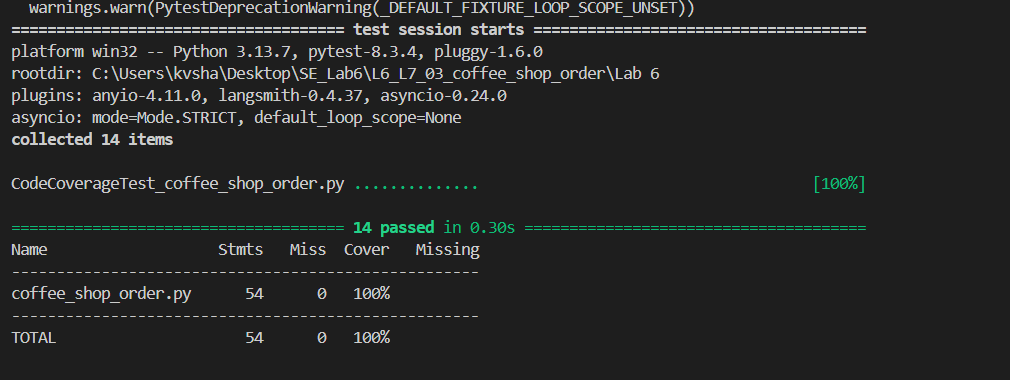 warnings.warn(PytestDeprecationWarning(_DEFAULT_FIXTURE_LOOP_SCOPE_UNSET))
===================================== test session starts =====================================
platform win32 -- Python 3.13.7, pytest-8.3.4, pluggy-1.6.0
rootdir: C:\Users\kvsha\Desktop\SE_Lab6\L6_L7_03_coffee_shop_order\Lab 6
plugins: anyio-4.11.0, langsmith-0.4.37, asyncio-0.24.0
asyncio: mode=Mode.STRICT, default_loop_scope=None
collected 14 items
CodeCoverageTest_coffee_shop_order.py .............. [100%]
===================================== 14 passed in 0.30s ======================================
Name Stmts Miss Cover Missing
----------------------------------------------------
coffee_shop_order.py 54 0 100%
----------------------------------------------------
TOTAL 54 0 100%